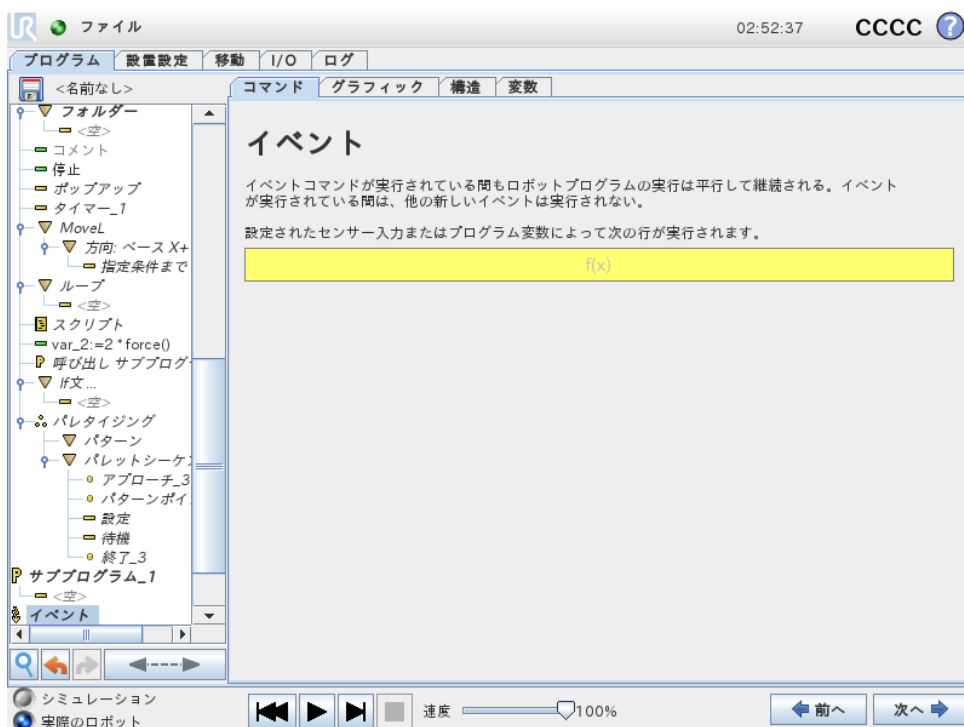 UR ファイル 02:52:37 CCCC ?
プログラム 設置設定 移動 I/O ログ
<名前なし>
コマンド グラフィック 構造 変数
フォルダー
<空>
コメント
停止
ポップアップ
タイマー_1
MoveL
方向: ベース X+
指定条件まで
ループ
<空>
スクリプト
var_2:=2 * force()
P 呼び出し サブプログ
If文 ...
<空>
パレタイジング
パターン
パレットシーケン
アプローチ_3
パターンポイ
設定
待機
終了_3
P サブプログラム_1
<空>
イベント
イベント
イベントコマンドが実行されている間もロボットプログラムの実行は平行して継続される。イベント
が実行されている間は、他の新しいイベントは実行されない。
設定されたセンサー入力またはプログラム変数によって次の行が実行されます。
f(x)
シミュレーション
実際のロボット
速度 100%
前へ 次へ